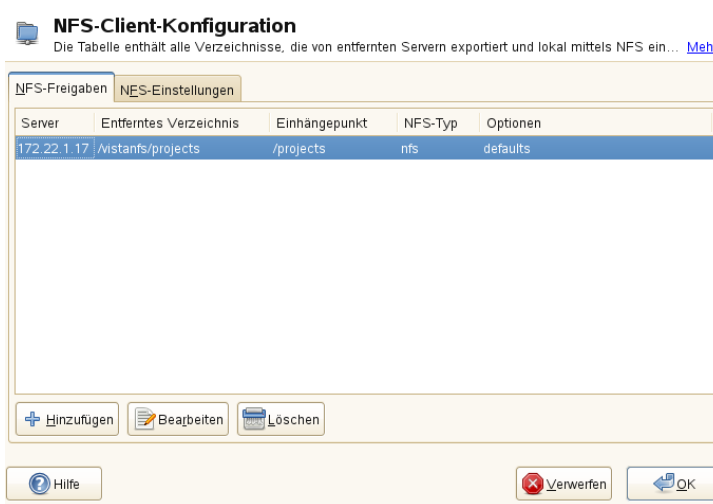 NFS-Client-Konfiguration
Die Tabelle enthält alle Verzeichnisse, die von entfernten Servern exportiert und lokal mittels NFS ein... Meh
NFS-Freigaben NFS-Einstellungen
Server Entferntes Verzeichnis Einhängepunkt NFS-Typ Optionen
172.22.1.17 /vistanfs/projects /projects nfs defaults
Hinzufügen Bearbeiten Löschen
Hilfe Verwerfen OK